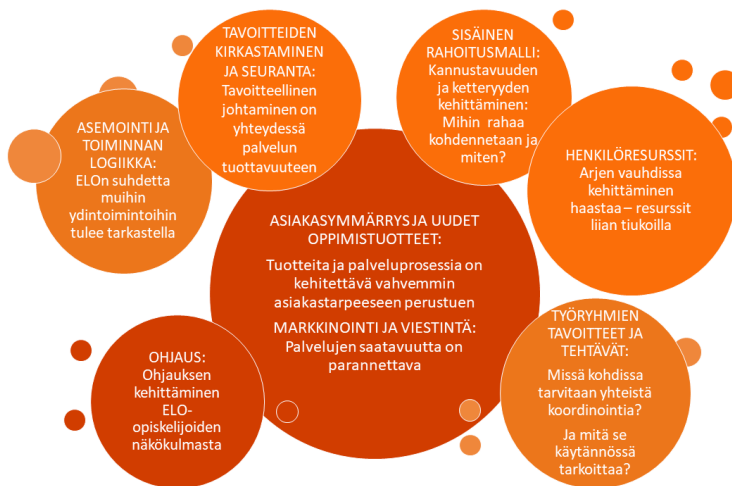 TAVOITTEIDEN
KIRKASTAMINEN
JA SEURANTA:
Tavoitteellinen
johtaminen on
yhteydessä
palvelun
tuottavuuteen
SISÄINEN
RAHOITUSMALLI:
Kannustavuuden
ja ketteryyden
kehittäminen:
Mihin rahaa
kohdennetaan ja
miten?
ASEMOINTI JA
TOIMINNAN
LOGIIKKA:
ELOn suhdetta
muihin
ydintoimintoihin
tulee tarkastella
HENKILÖRESURSSIT:
Arjen vauhdissa
kehittäminen
haastaa – resurssit
liian tiukoilla
ASIAKASYMMÄRRYS JA UUDET
OPPIMISTUOTTEET:
Tuotteita ja palveluprosessia on
kehitettävä vahvemmin
asiakastarpeeseen perustuen
MARKKINOINTI JA VIESTINTÄ:
Palvelujen saatavuutta on
parannettava
OHJAUS:
Ohjauksen
kehittäminen
ELO-
opiskelijoiden
näkökulmasta
TYÖRYHMIEN
TAVOITTEET JA
TEHTÄVÄT:
Missä kohdissa
tarvitaan yhteistä
koordinointia?
Ja mitä se
käytännössä
tarkoittaa?